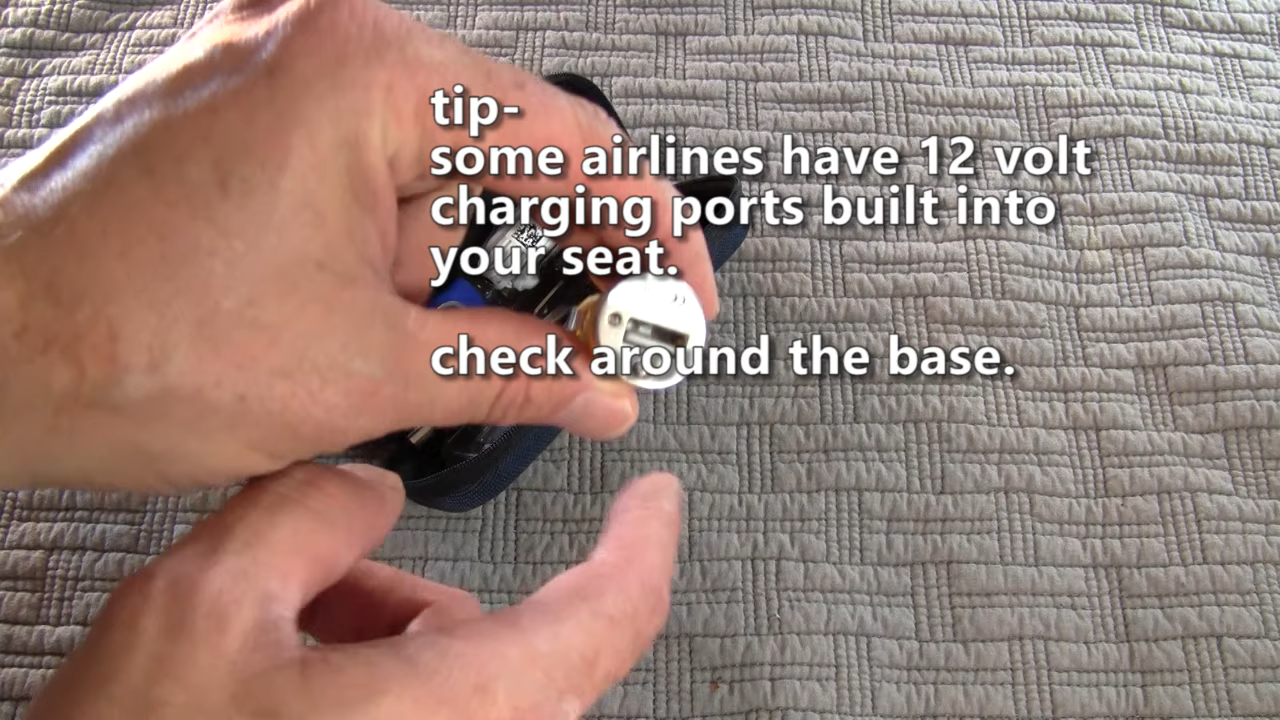 tip-
some airlines have 12 volt
charging ports built into
your seat.
check around the base.